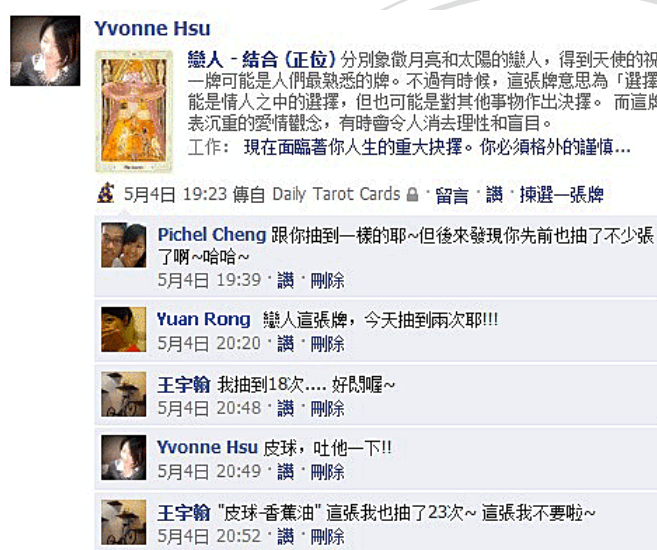 Yvonne Hsu
戀人 - 結合 (正位) 分別象徵月亮和太陽的戀人，得到天使的祝
一牌可能是人們最熟悉的牌。不過有時候，這張牌意思為「選擇
能是情人之中的選擇，但也可能是對其他事物作出決擇。 而這牌
表沉重的愛情觀念，有時會令人消去理性和盲目。
工作： 現在面臨著你人生的重大抉擇。你必須格外的謹慎...
5月4日 19:23 傳自 Daily Tarot Cards · 留言 · 讚 · 揀選一張牌
Pichel Cheng 跟你抽到一樣的耶~但後來發現你先前也抽了不少張
了啊~哈哈~
5月4日 19:39 · 讚 · 刪除
Yuan Rong 戀人這張牌，今天抽到兩次耶!!!
5月4日 20:20 · 讚 · 刪除
王宇翰 我抽到18次.... 好悶喔~
5月4日 20:48 · 讚 · 刪除
Yvonne Hsu 皮球，吐他一下!!
5月4日 20:49 · 讚 · 刪除
王宇翰 "皮球-香蕉油" 這張我也抽了23次~ 這張我不要啦~
5月4日 20:52 · 讚 · 刪除